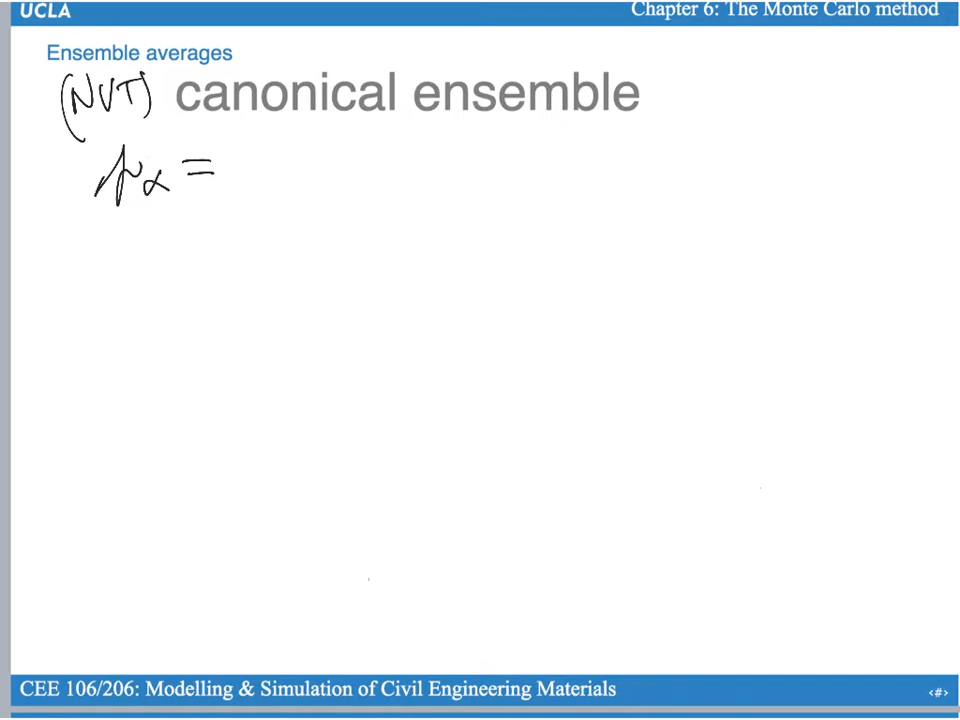 UCLA
Chapter 6: The Monte Carlo method
Ensemble averages
(NVT) canonical ensemble
pα =
CEE 106/206: Modelling & Simulation of Civil Engineering Materials
‹#›